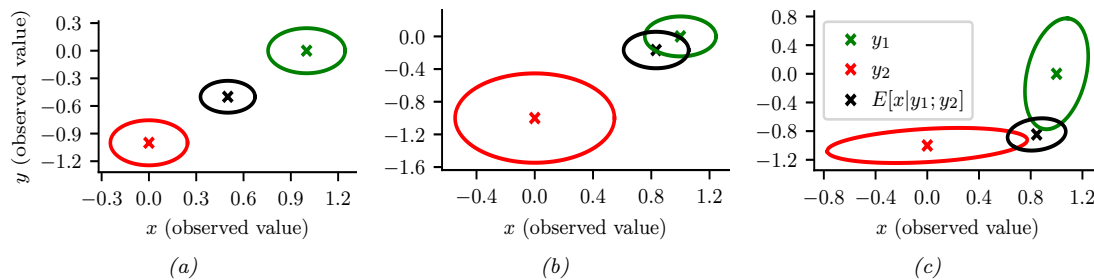 0.3
0.0
−0.3
−0.6
−0.9
−1.2
y (observed value)
−0.3 0.0 0.3 0.6 0.9 1.2
x (observed value)
(a)
0.0
−0.4
−0.8
−1.2
−1.6
−0.4 0.0 0.4 0.8 1.2
x (observed value)
(b)
0.8
0.4
0.0
−0.4
−0.8
−1.2
y₁
y₂
E[x|y₁; y₂]
−0.8 −0.4 0.0 0.4 0.8 1.2
x (observed value)
(c)